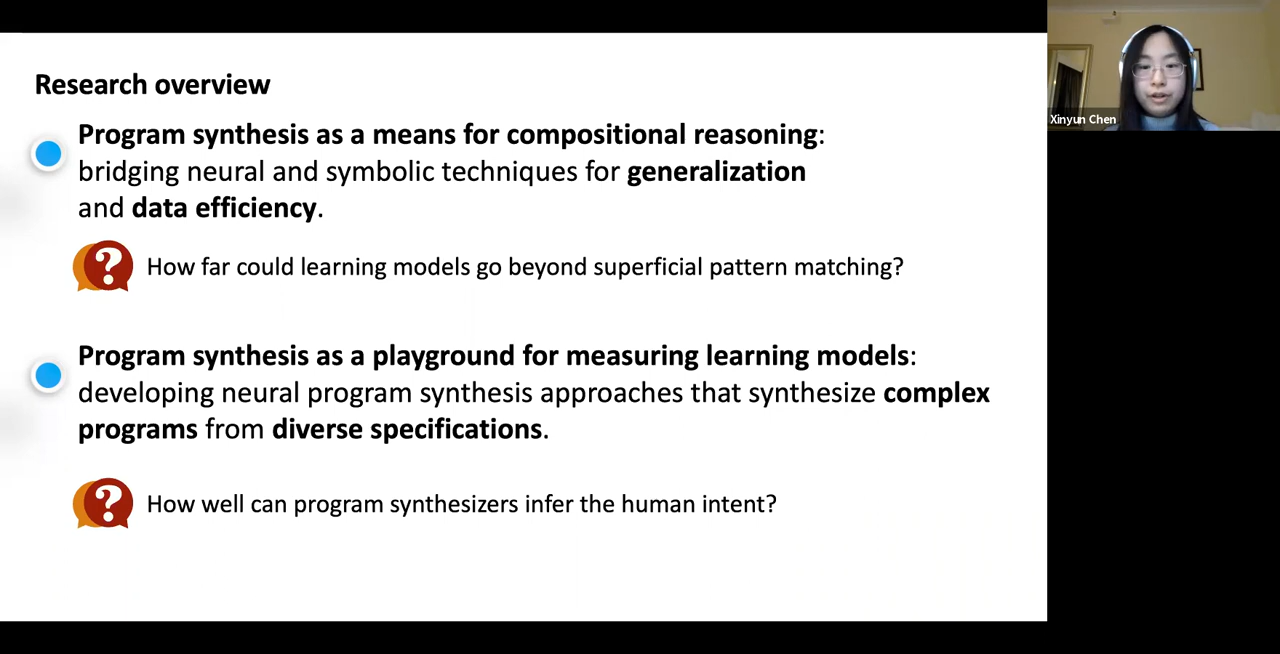 Research overview
Program synthesis as a means for compositional reasoning:
bridging neural and symbolic techniques for generalization
and data efficiency.
How far could learning models go beyond superficial pattern matching?
Program synthesis as a playground for measuring learning models:
developing neural program synthesis approaches that synthesize complex
programs from diverse specifications.
How well can program synthesizers infer the human intent?
Xinyun Chen